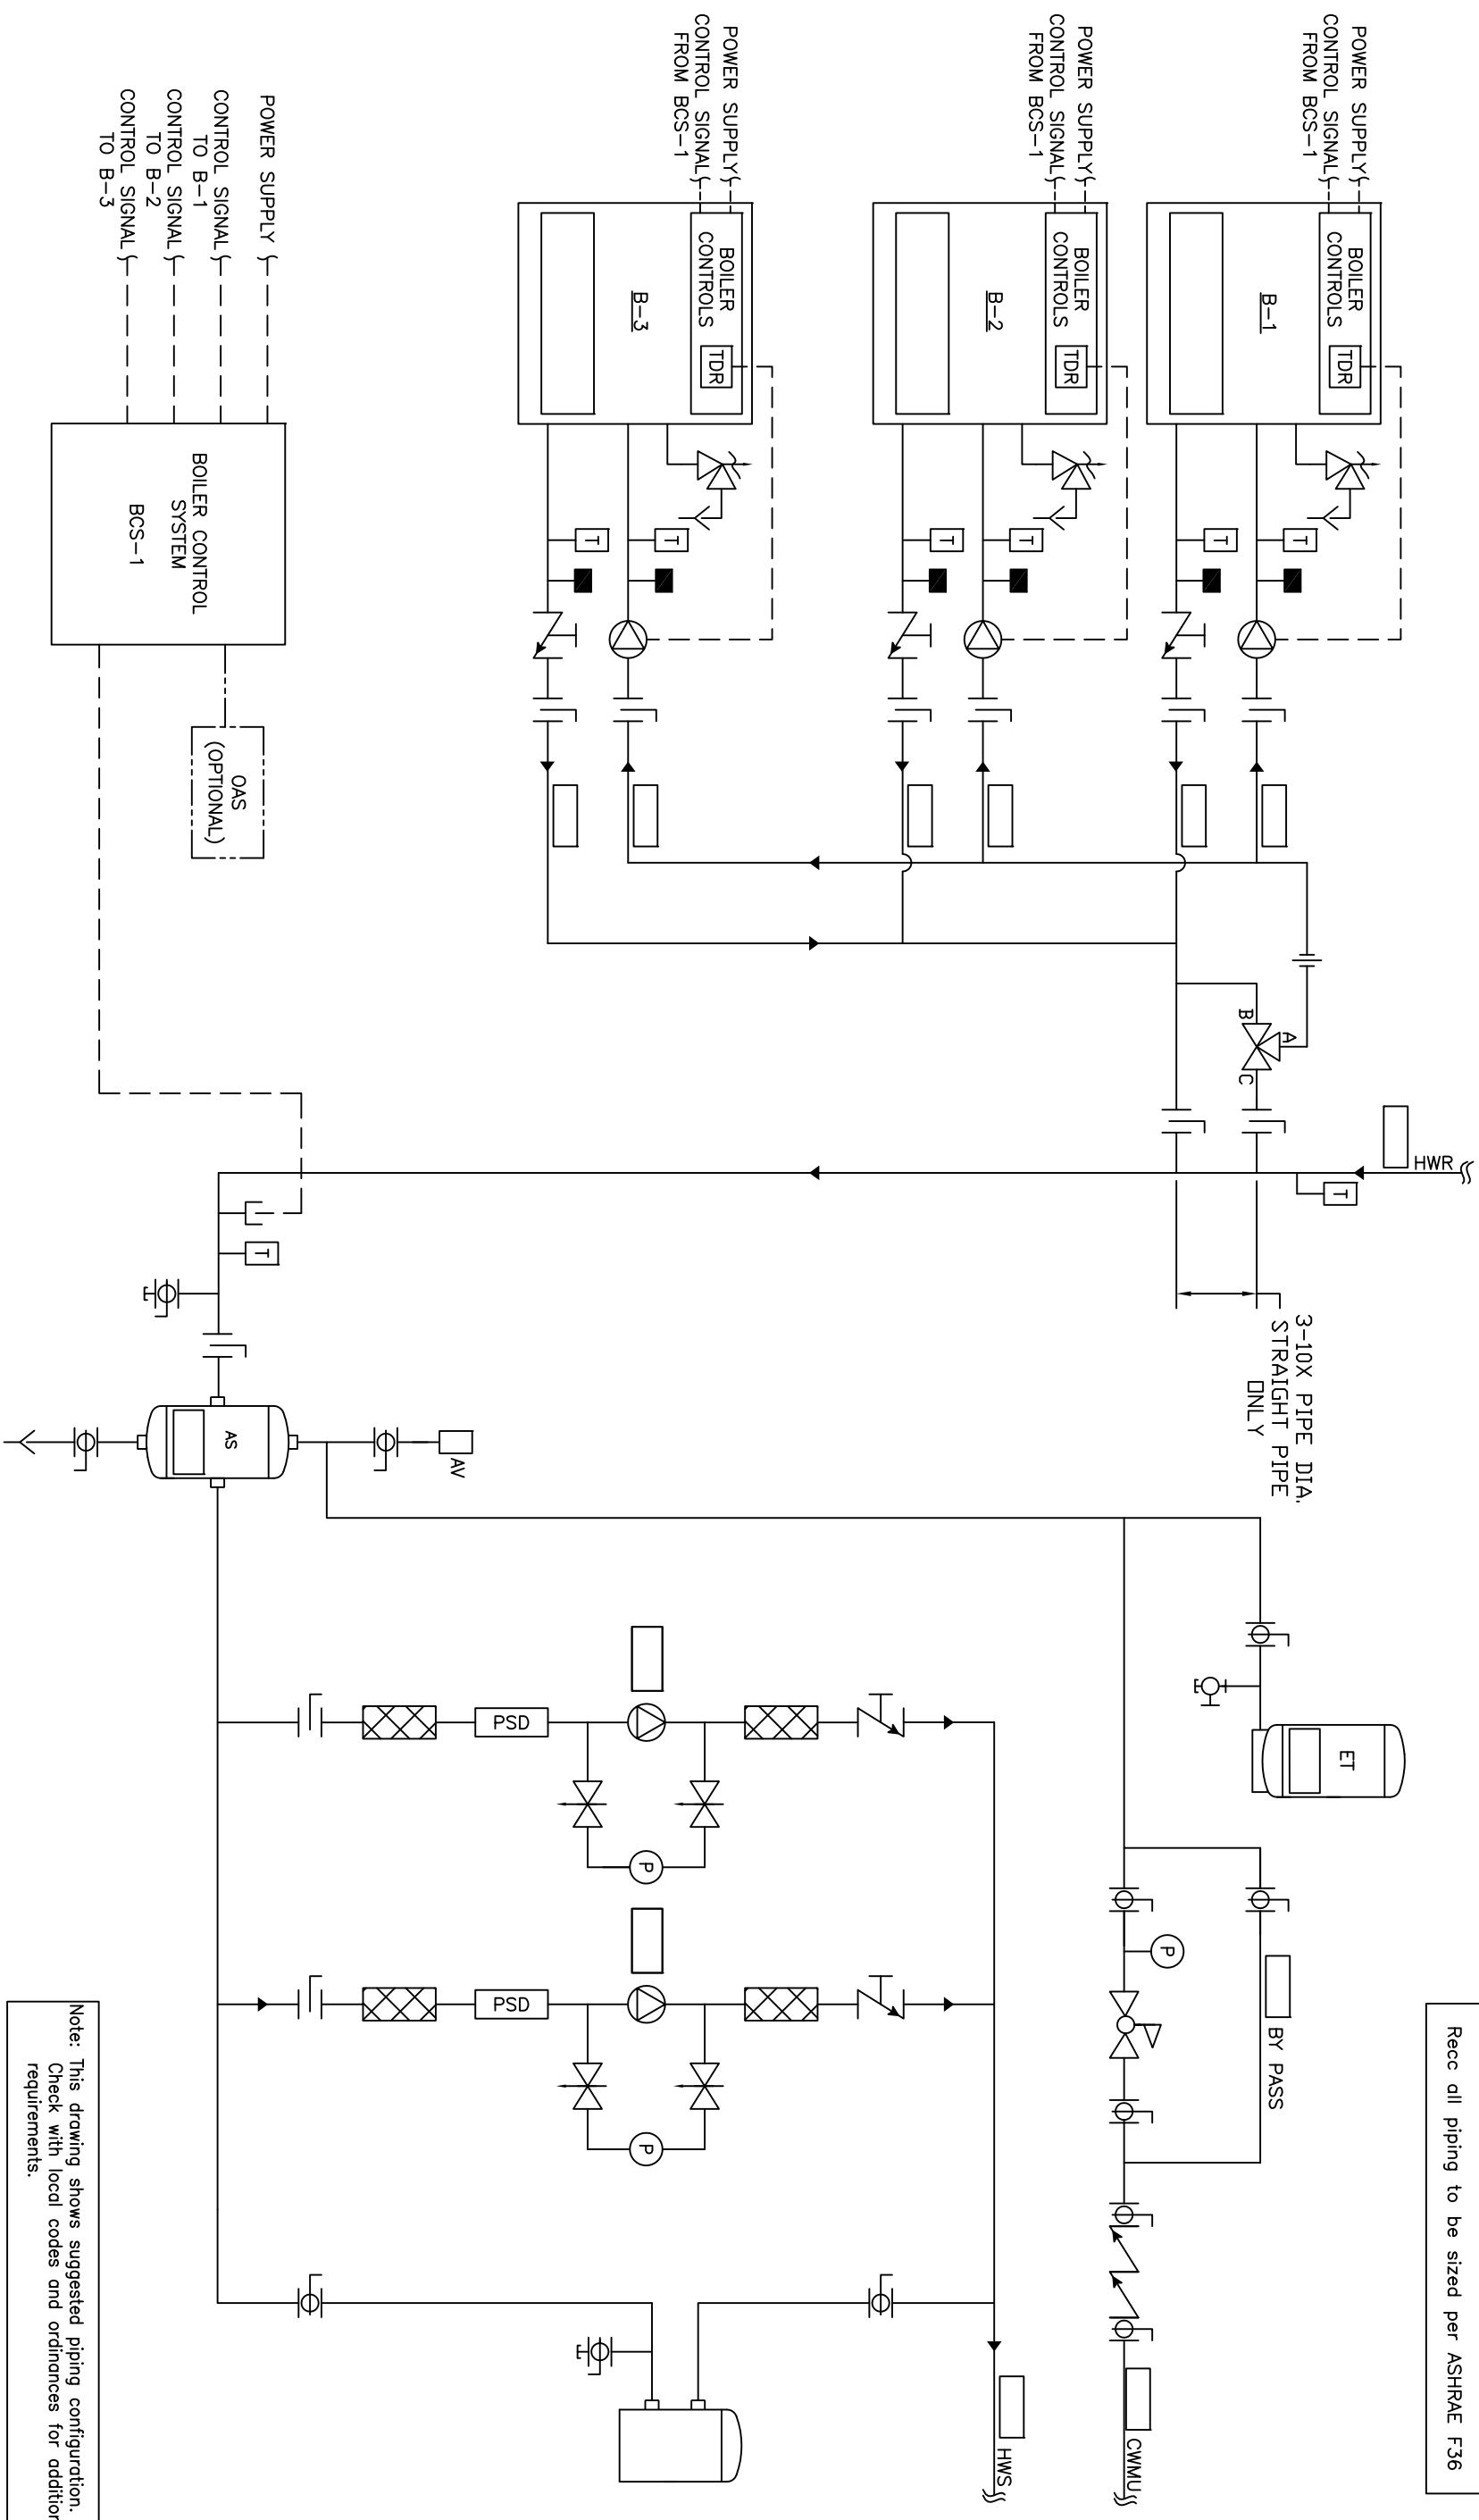 POWER SUPPLY
CONTROL SIGNAL
FROM BCS-1
BOILER
CONTROLS
TDR
B-3
T
T
POWER SUPPLY
CONTROL SIGNAL
FROM BCS-1
BOILER
CONTROLS
TDR
B-2
T
T
POWER SUPPLY
CONTROL SIGNAL
FROM BCS-1
BOILER
CONTROLS
TDR
B-1
T
T
POWER SUPPLY
CONTROL SIGNAL
TO B-1
CONTROL SIGNAL
TO B-2
CONTROL SIGNAL
TO B-3
BOILER CONTROL
SYSTEM
BCS-1
OAS
(OPTIONAL)
A
B
C
HWR
T
T
3-10X PIPE DIA.
STRAIGHT PIPE
ONLY
AS
AV
ET
PSD
P
PSD
P
P
BY PASS
CWMU
HWS
Recc all piping to be sized per ASHRAE F36
Note: This drawing shows suggested piping configuration.
Check with local codes and ordinances for addition
requirements.